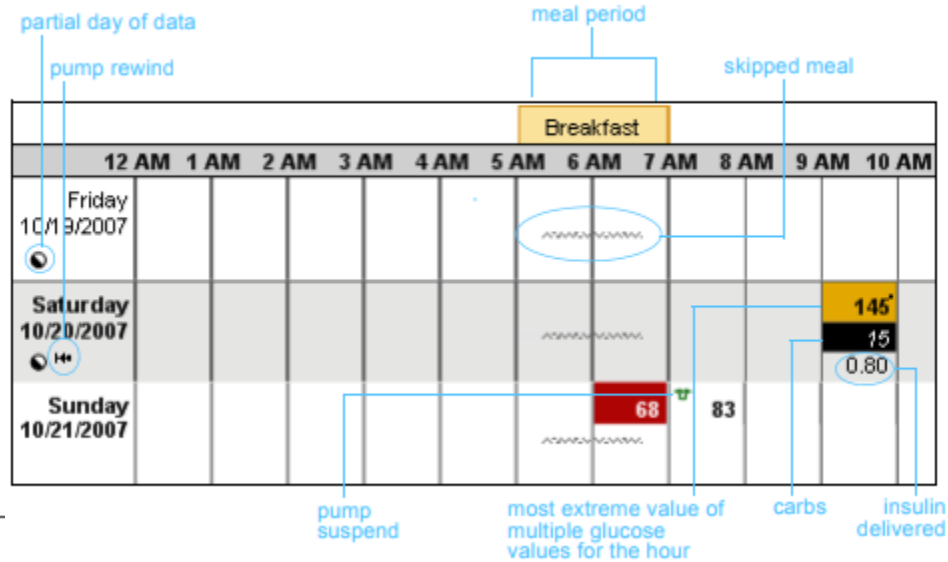 meal period
partial day of data
pump rewind
skipped meal
Breakfast
12 AM 1 AM 2 AM 3 AM 4 AM 5 AM 6 AM 7 AM 8 AM 9 AM 10 AM
Friday
10/19/2007
Saturday
10/20/2007
145
15
0.80
Sunday
10/21/2007
68
83
pump
suspend
most extreme value of
multiple glucose
values for the hour
carbs
insulin
delivered